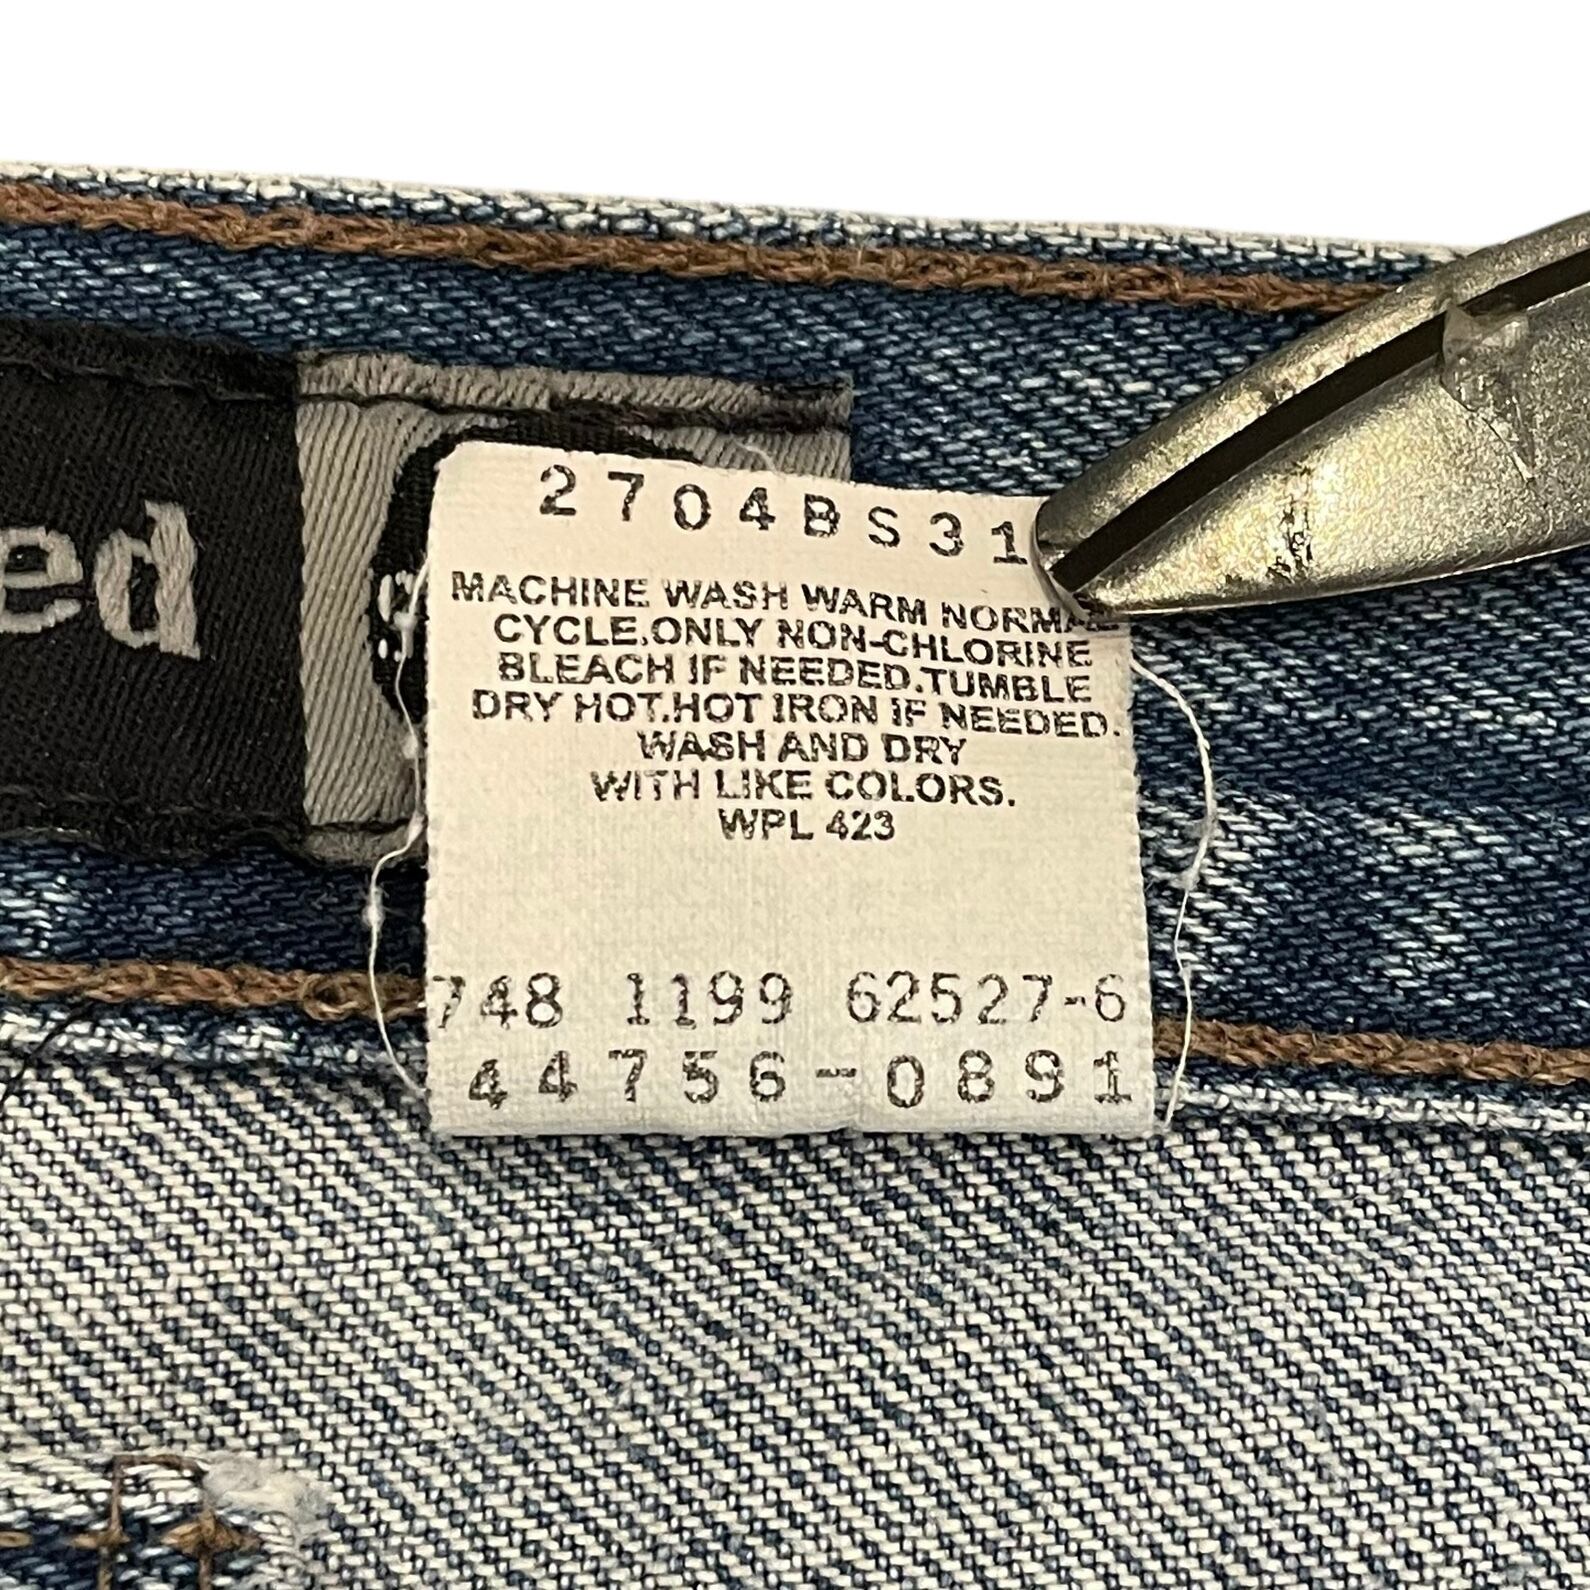 2704BS31
MACHINE WASH WARM NORMAL
CYCLE.ONLY NON-CHLORINE
BLEACH IF NEEDED.TUMBLE
DRY HOT.HOT IRON IF NEEDED.
WASH AND DRY
WITH LIKE COLORS.
WPL 423
748 1199 62527-6
44756-0891
ed